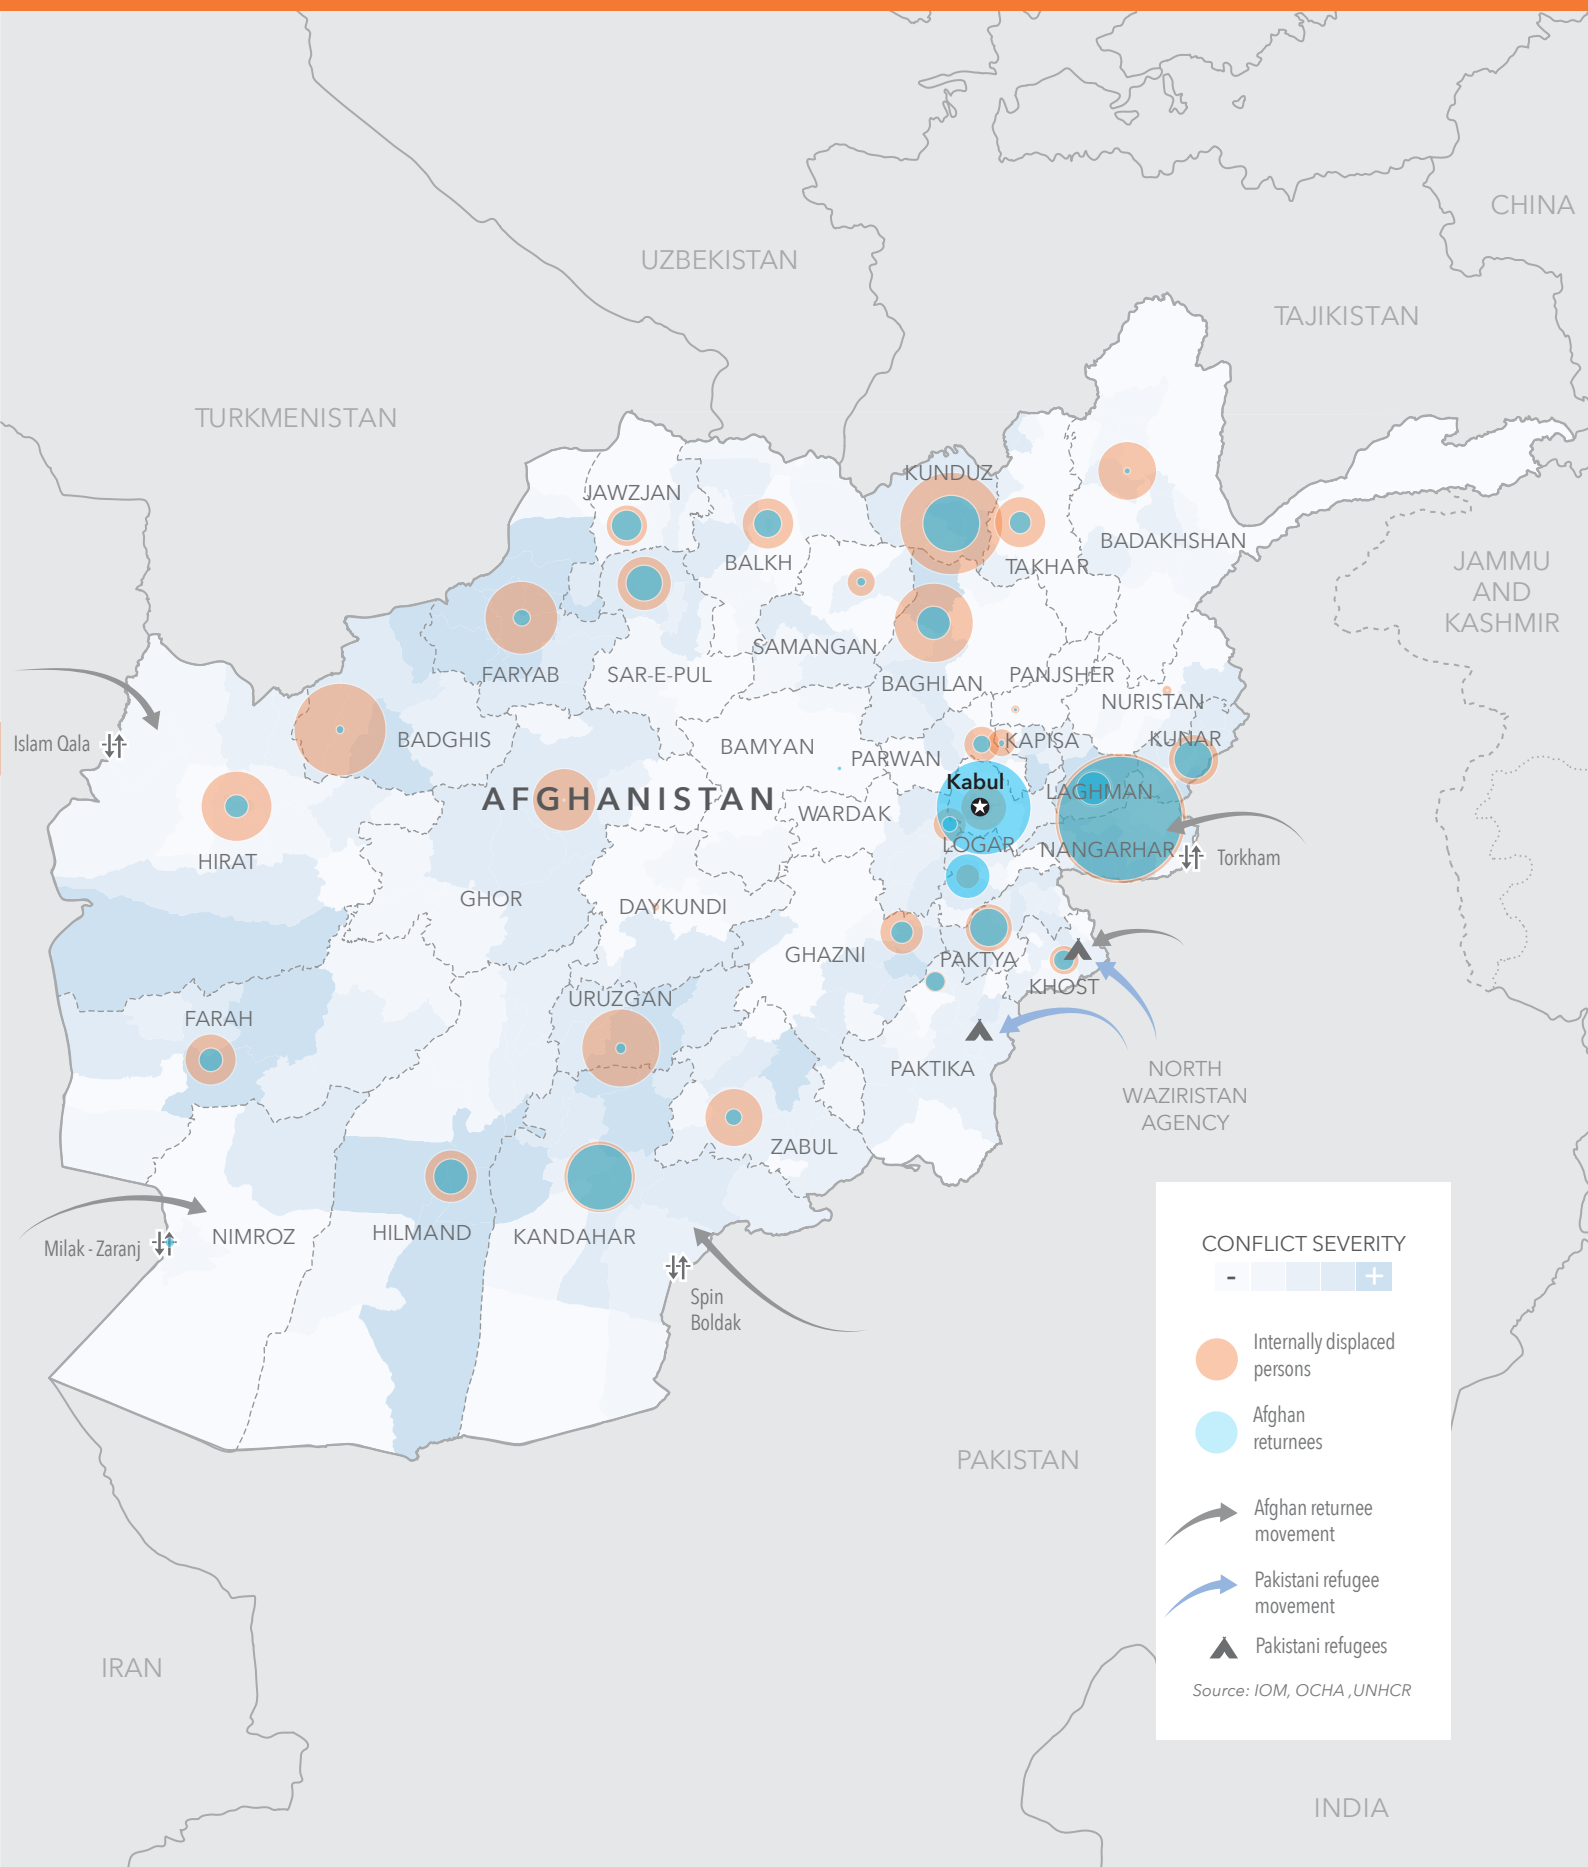 CHINA
UZBEKISTAN
TAJIKISTAN
TURKMENISTAN
KUNDUZ
JAWZJAN
BALKH
TAKHAR
BADAKHSHAN
JAMMU
AND
KASHMIR
SAMANGAN
FARYAB
SAR-E-PUL
BAGHLAN
PANJSHER
NURISTAN
Islam Qala
BADGHIS
BAMYAN
PARWAN
KAPISA
KUNAR
Kabul
AFGHANISTAN
WARDAK
LAGHMAN
LOGAR
NANGARHAR
Torkham
HIRAT
GHOR
DAYKUNDI
GHAZNI
PAKTYA
KHOST
URUZGAN
FARAH
PAKTIKA
NORTH
WAZIRISTAN
AGENCY
ZABUL
Milak - Zaranj
NIMROZ
HILMAND
KANDAHAR
Spin
Boldak
CONFLICT SEVERITY
- +
Internally displaced
persons
Afghan
returnees
PAKISTAN
Afghan returnee
movement
Pakistani refugee
movement
Pakistani refugees
Source: IOM, OCHA ,UNHCR
IRAN
INDIA